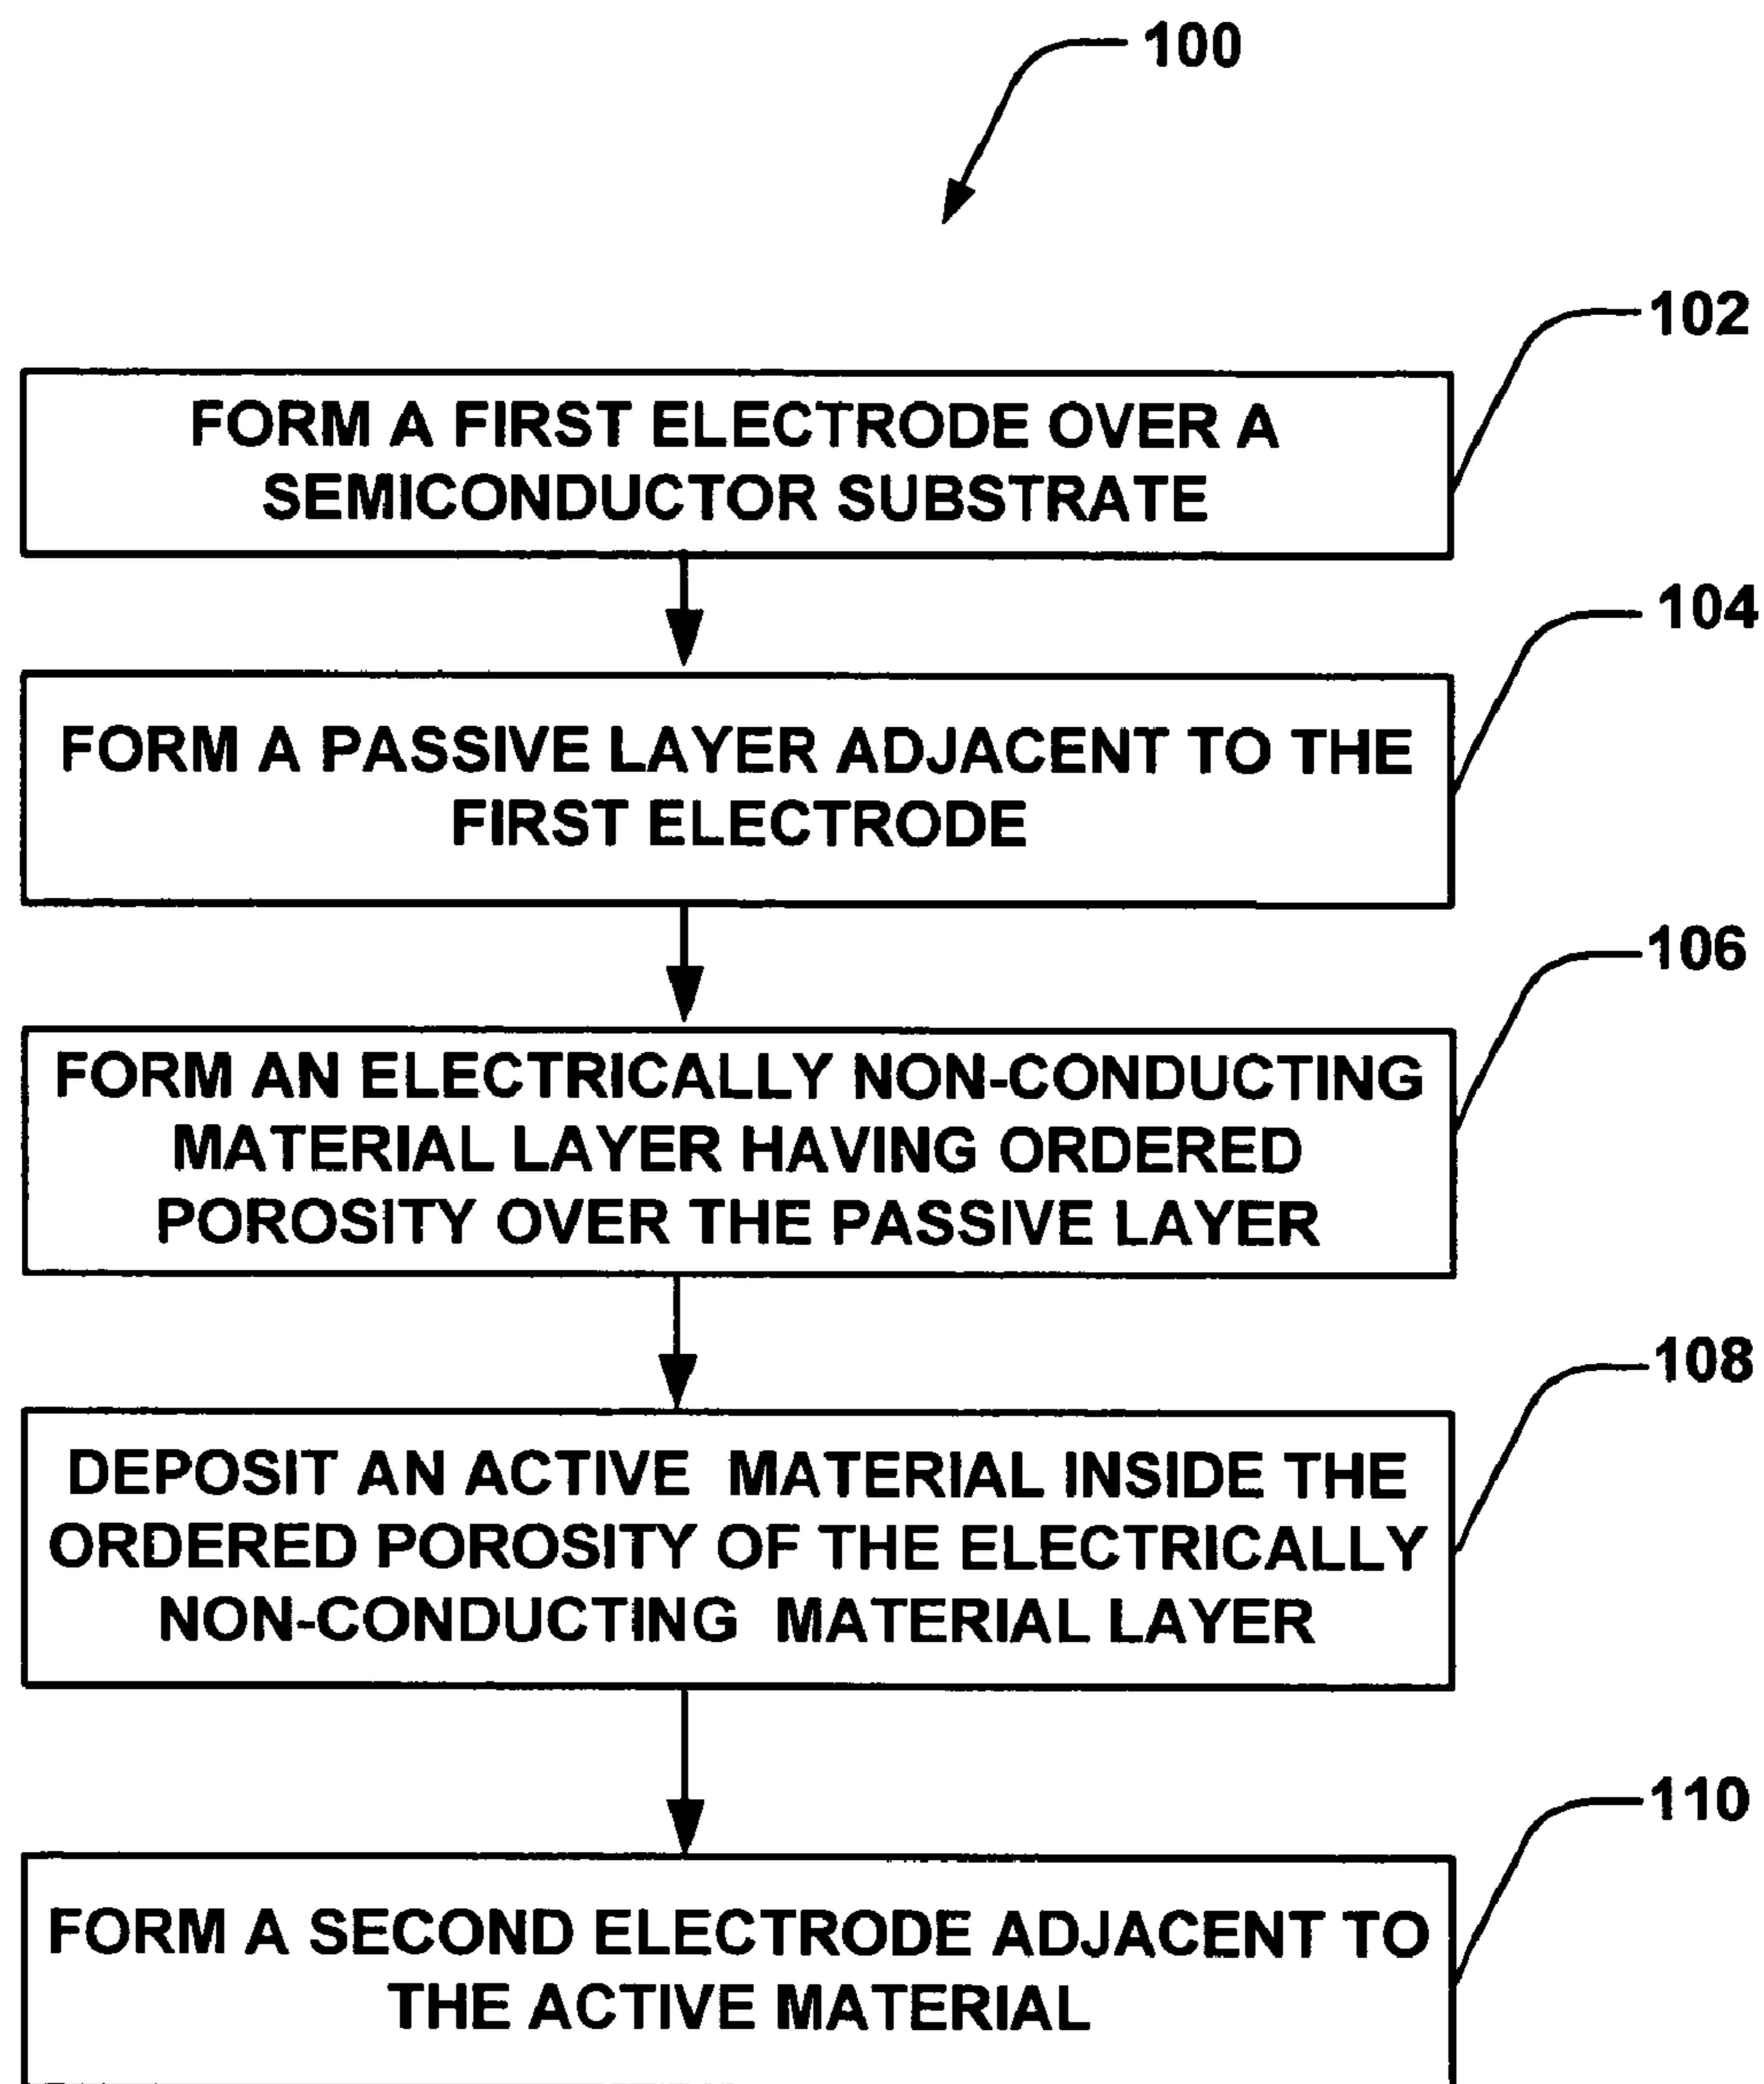 100
102
FORM A FIRST ELECTRODE OVER A
SEMICONDUCTOR SUBSTRATE
104
FORM A PASSIVE LAYER ADJACENT TO THE
FIRST ELECTRODE
106
FORM AN ELECTRICALLY NON-CONDUCTING
MATERIAL LAYER HAVING ORDERED
POROSITY OVER THE PASSIVE LAYER
108
DEPOSIT AN ACTIVE MATERIAL INSIDE THE
ORDERED POROSITY OF THE ELECTRICALLY
NON-CONDUCTING MATERIAL LAYER
110
FORM A SECOND ELECTRODE ADJACENT TO
THE ACTIVE MATERIAL